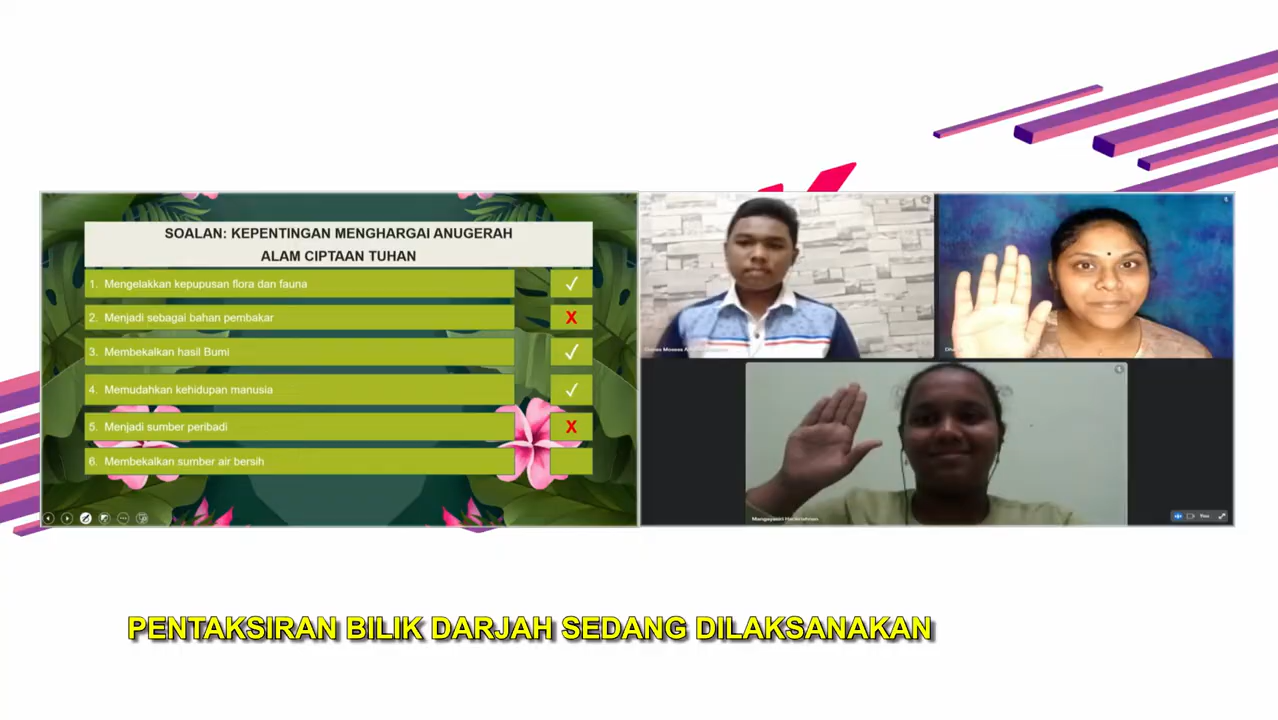 SOALAN: KEPENTINGAN MENGHARGAI ANUGERAH
ALAM CIPTAAN TUHAN
1. Mengelakkan kepupusan flora dan fauna
✓
2. Menjadi sebagai bahan pembakar
X
3. Membekalkan hasil Bumi
✓
4. Memudahkan kehidupan manusia
✓
5. Menjadi sumber peribadi
X
6. Membekalkan sumber air bersih
You
PENTAKSIRAN BILIK DARJAH SEDANG DILAKSANAKAN